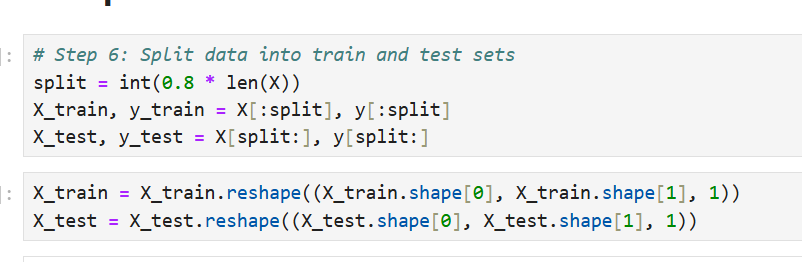 # Step 6: Split data into train and test sets
split = int(0.8 * len(X))
X_train, y_train = X[:split], y[:split]
X_test, y_test = X[split:], y[split:]
X_train = X_train.reshape((X_train.shape[0], X_train.shape[1], 1))
X_test = X_test.reshape((X_test.shape[0], X_test.shape[1], 1))